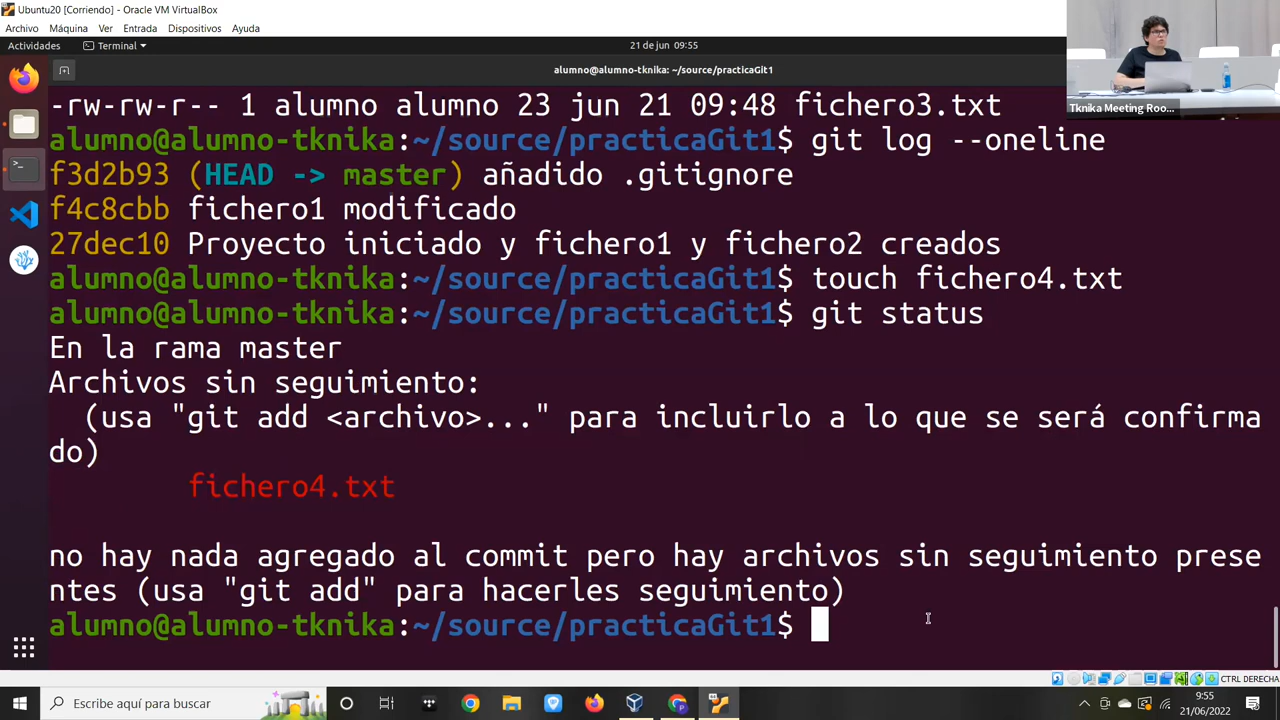 Ubuntu20 [Corriendo] - Oracle VM VirtualBox
Archivo Máquina Ver Entrada Dispositivos Ayuda
Actividades Terminal 21 de jun 09:55
alumno@alumno-tknika: ~/source/practicaGit1
Tknika Meeting Roo...
-rw-rw-r-- 1 alumno alumno 23 jun 21 09:48 fichero3.txt
alumno@alumno-tknika:~/source/practicaGit1$ git log --oneline
f3d2b93 (HEAD -> master) añadido .gitignore
f4c8cbb fichero1 modificado
27dec10 Proyecto iniciado y fichero1 y fichero2 creados
alumno@alumno-tknika:~/source/practicaGit1$ touch fichero4.txt
alumno@alumno-tknika:~/source/practicaGit1$ git status
En la rama master
Archivos sin seguimiento:
(usa "git add <archivo>..." para incluirlo a lo que se será confirma
do)
fichero4.txt
no hay nada agregado al commit pero hay archivos sin seguimiento prese
ntes (usa "git add" para hacerles seguimiento)
alumno@alumno-tknika:~/source/practicaGit1$
CTRL DERECHA
Escribe aquí para buscar
9:55
21/06/2022